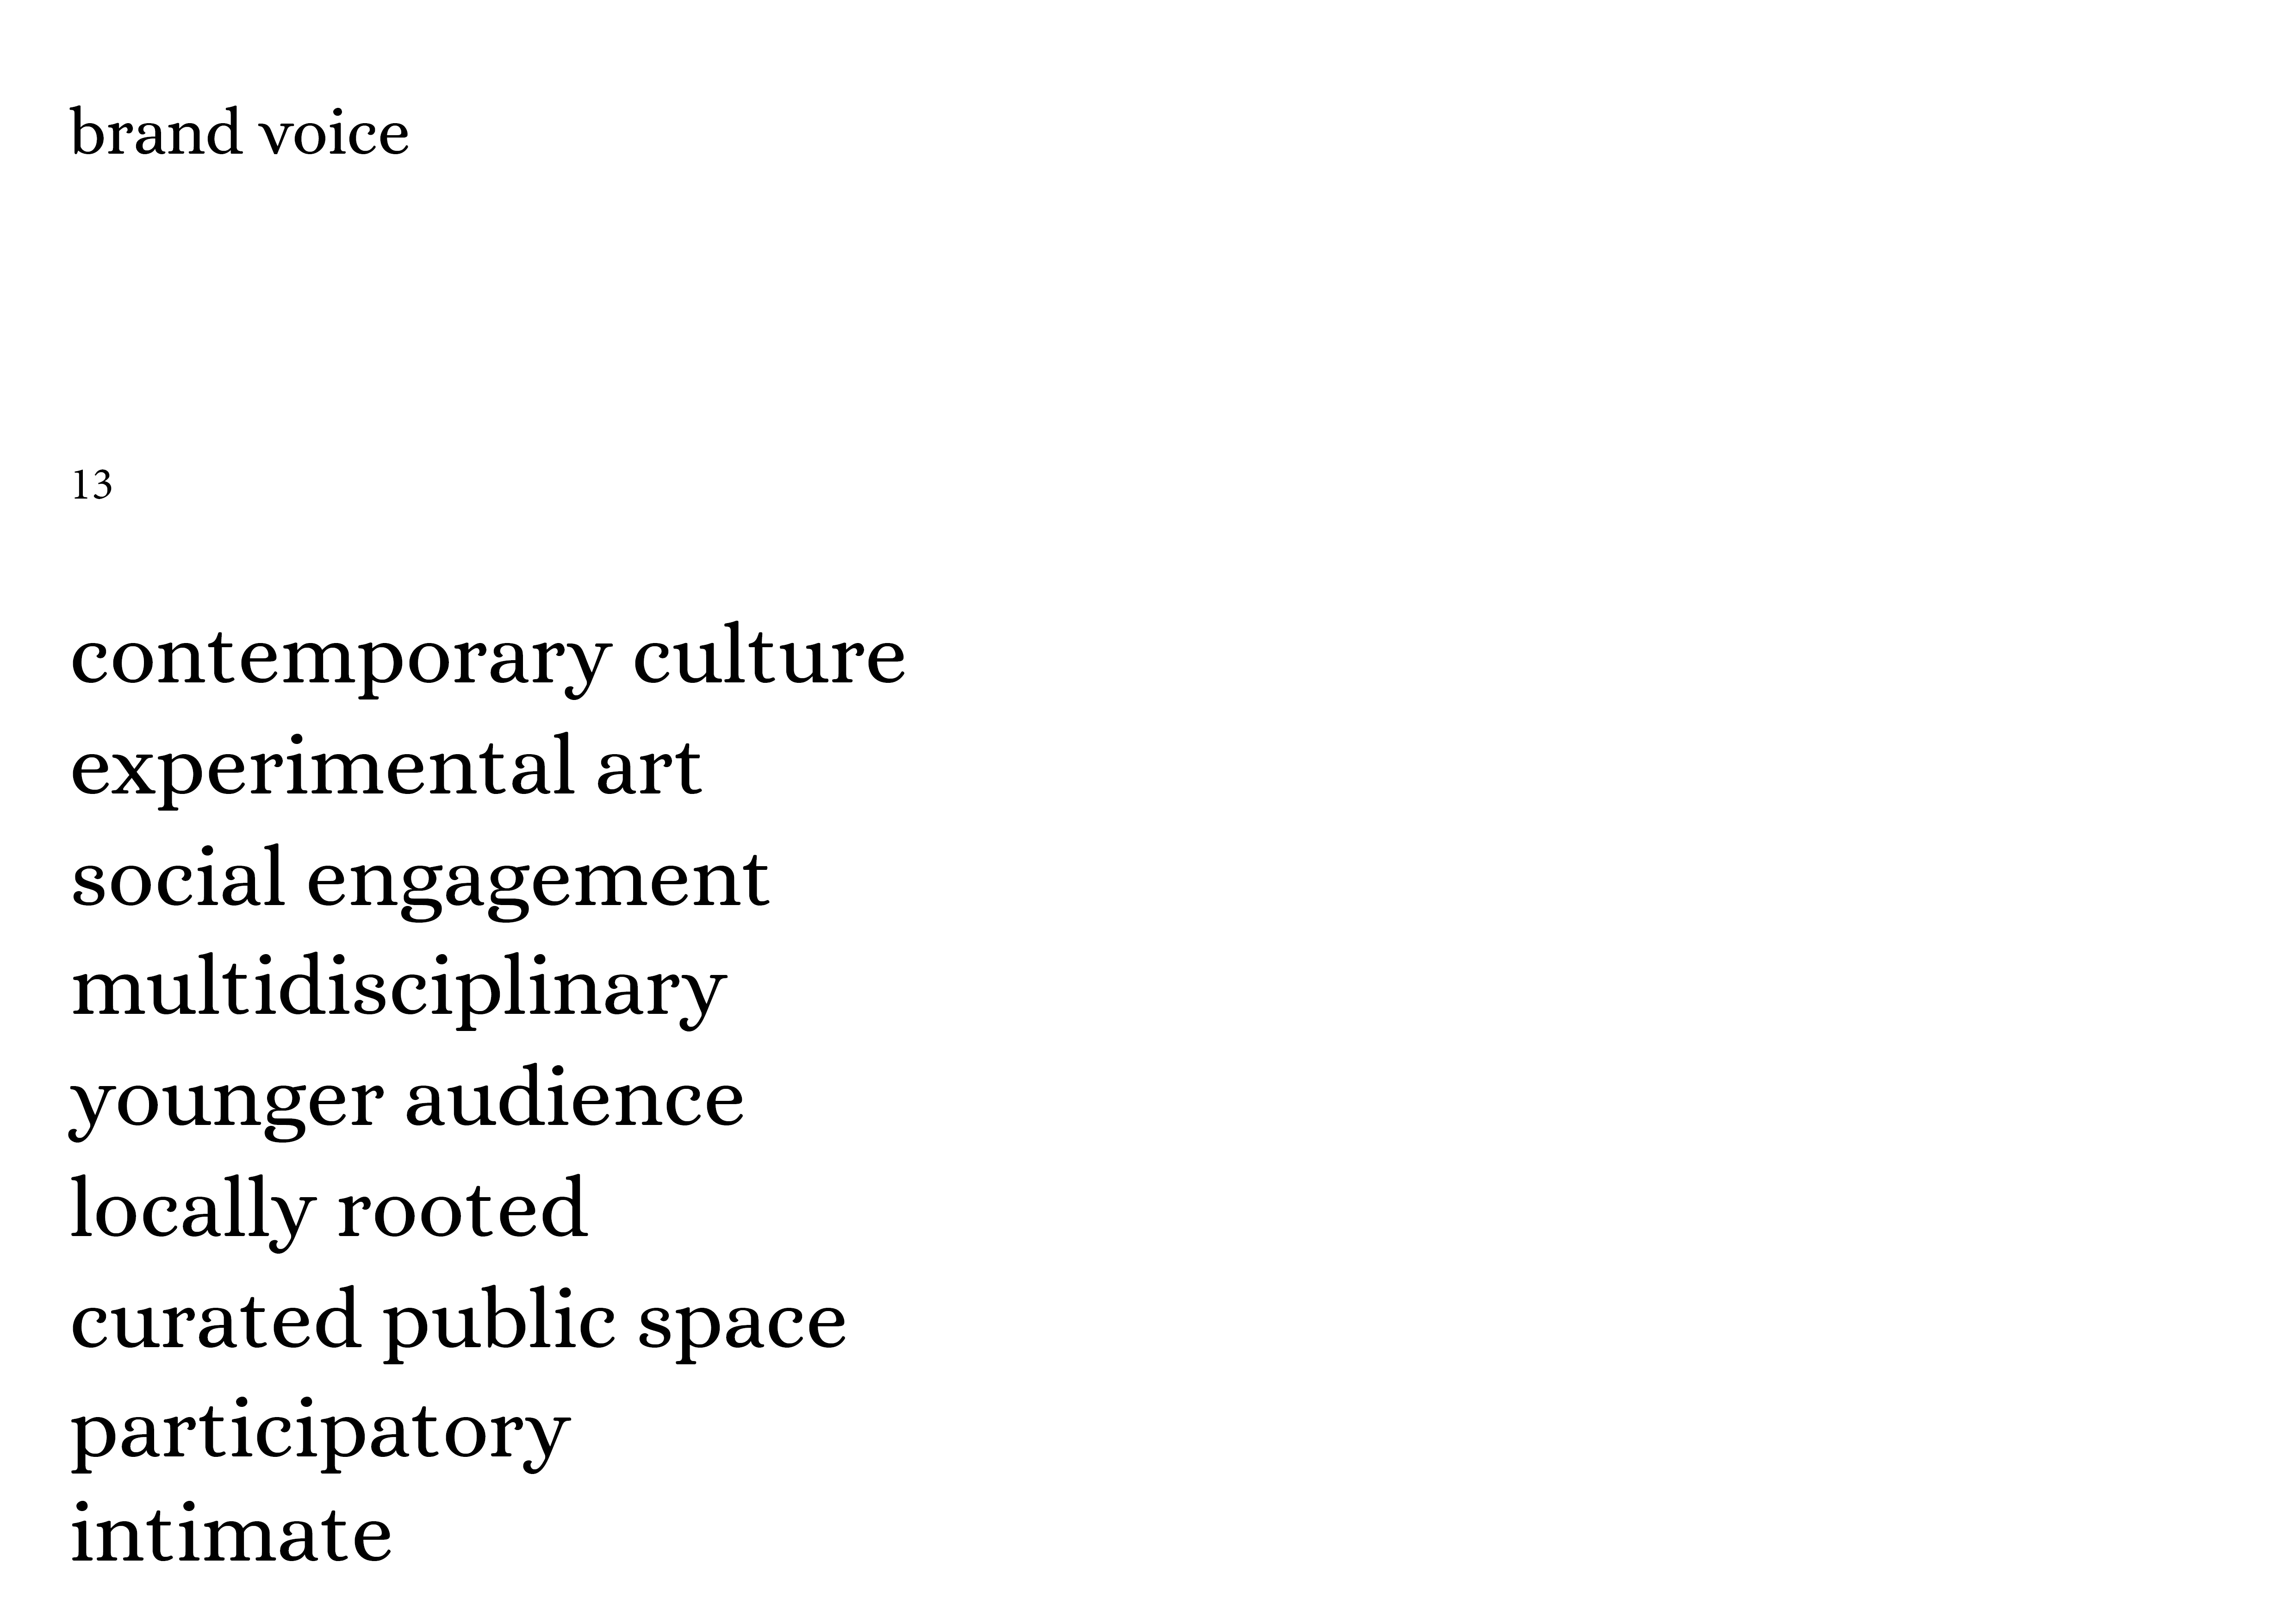 brand voice
13
contemporary culture
experimental art
social engagement
multidisciplinary
younger audience
locally rooted
curated public space
participatory
intimate